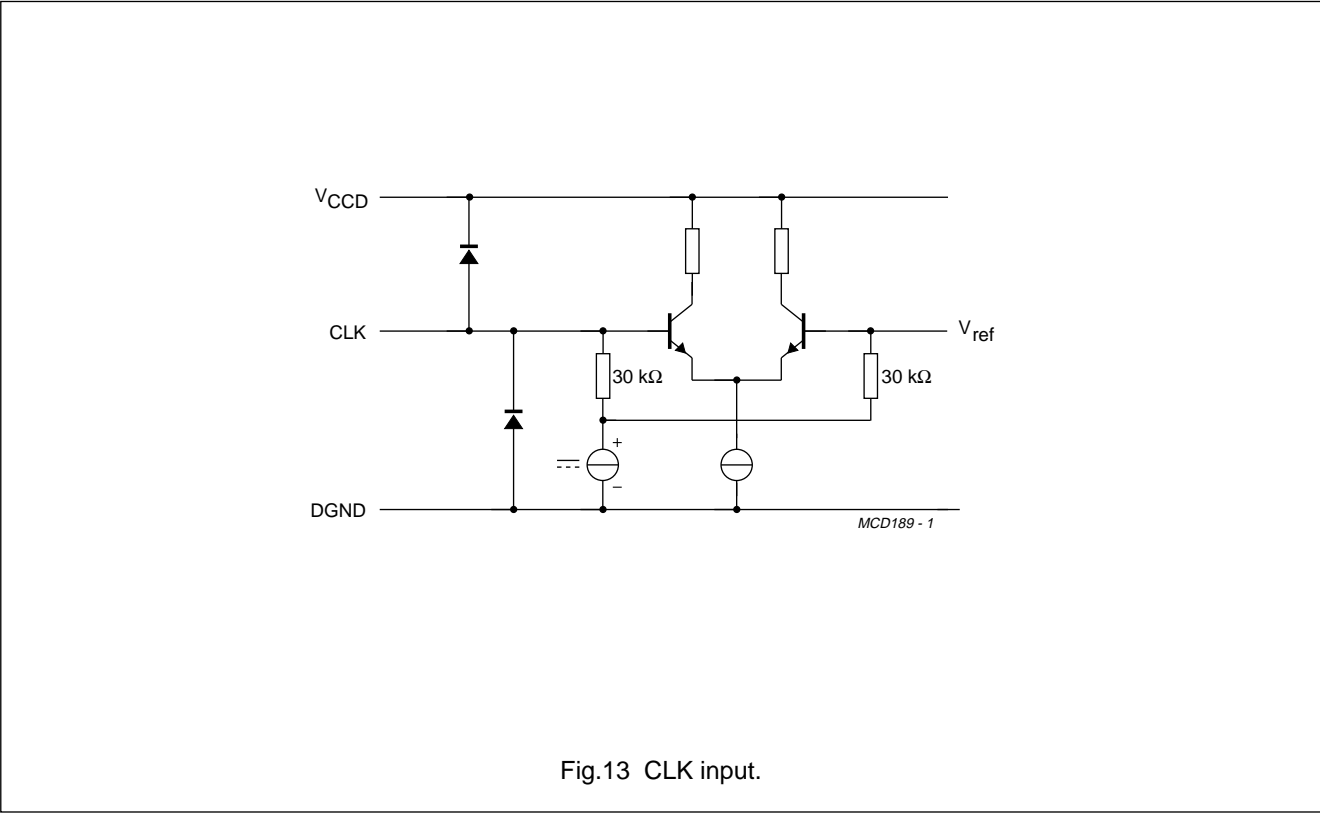 VCCD
CLK
Vref
30 kΩ
30 kΩ
+
−
DGND
MCD189 - 1
Fig.13 CLK input.